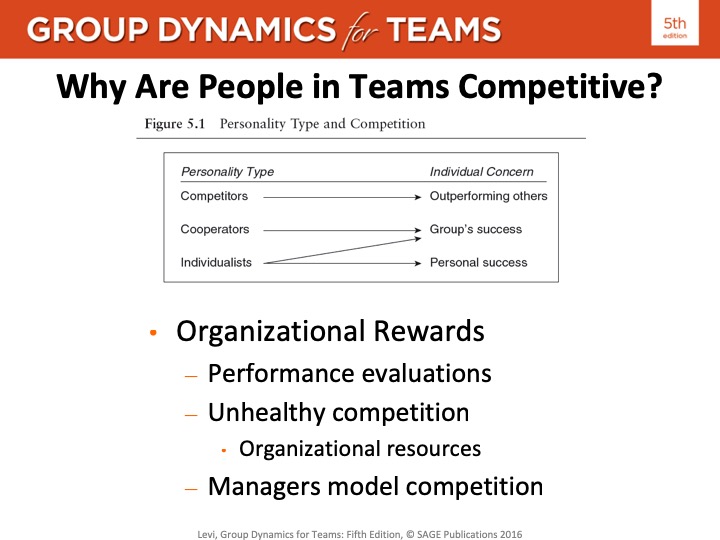 GROUP DYNAMICS for TEAMS
5th
edition
Why Are People in Teams Competitive?
Figure 5.1 Personality Type and Competition
Personality Type Individual Concern
Competitors Outperforming others
Cooperators Group's success
Individualists Personal success
• Organizational Rewards
– Performance evaluations
– Unhealthy competition
• Organizational resources
– Managers model competition
Levi, Group Dynamics for Teams: Fifth Edition, © SAGE Publications 2016